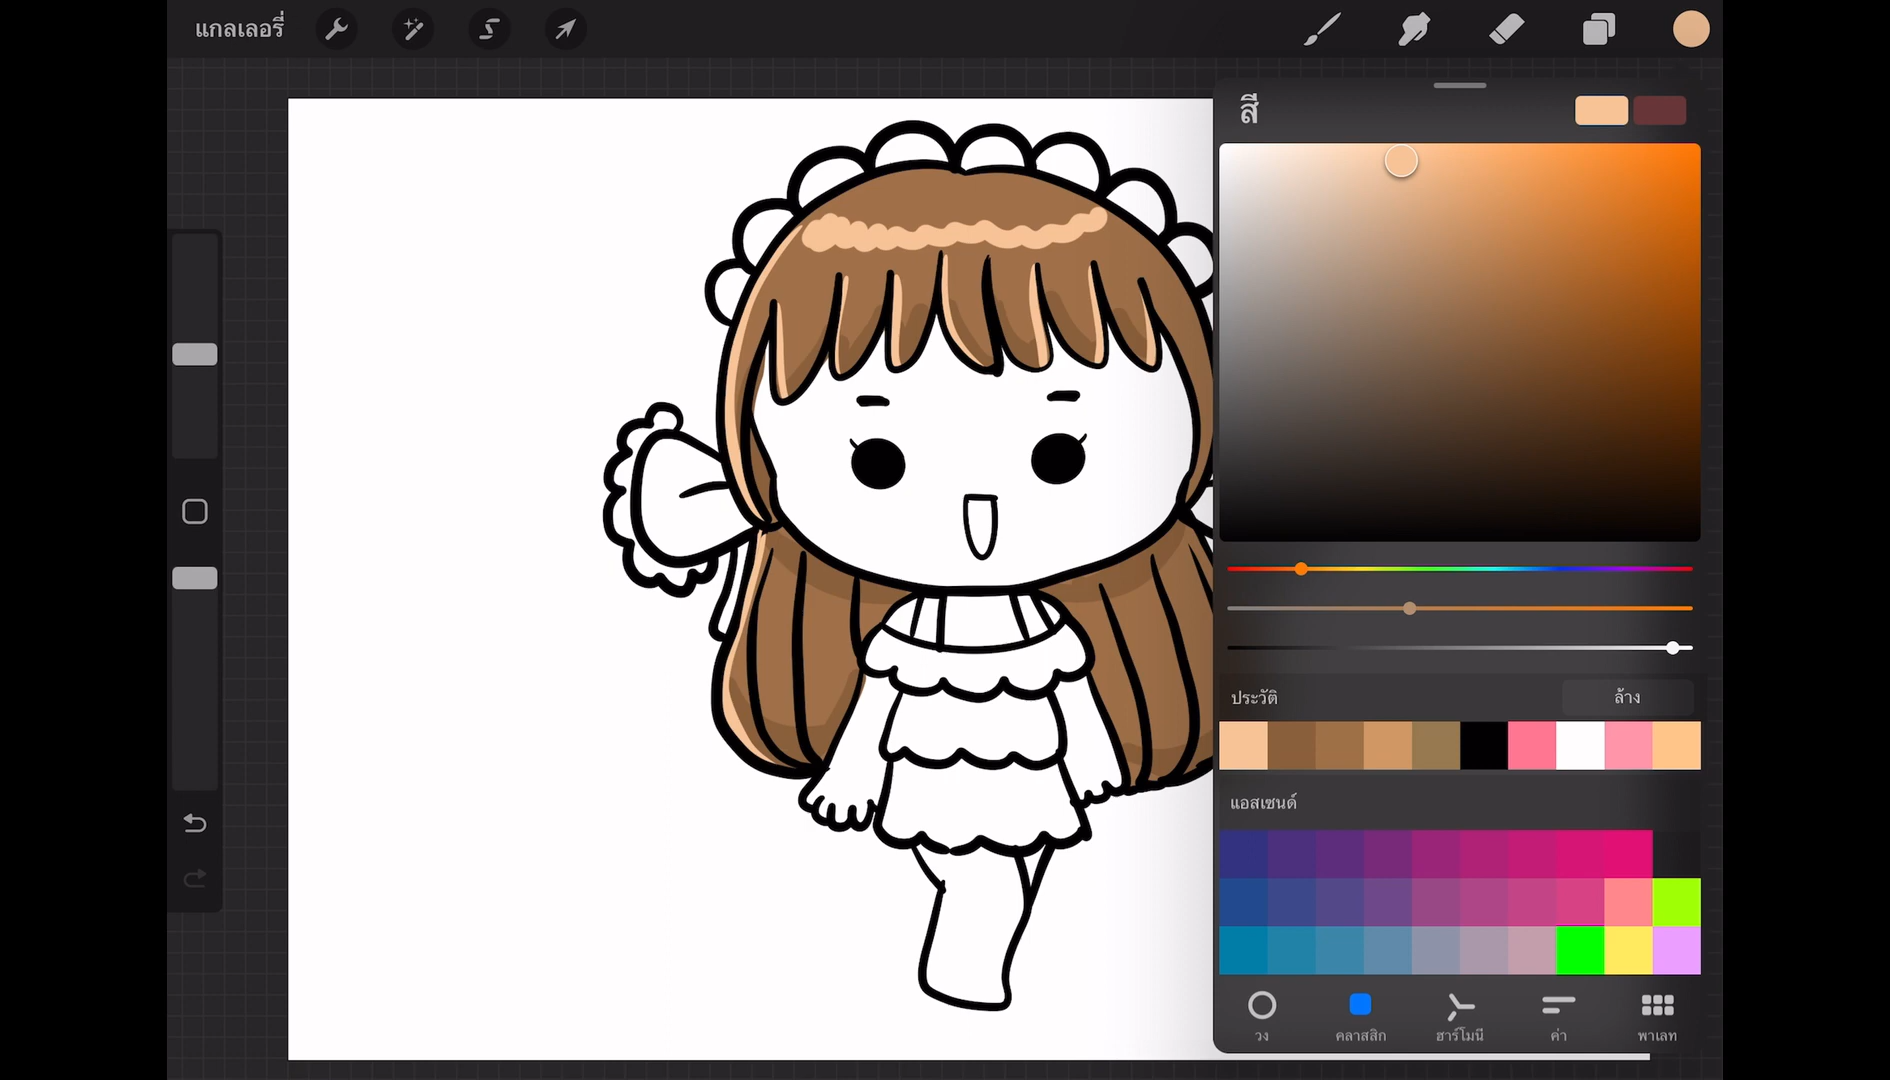 แกลเลอรี่
สี
ประวัติ
ล้าง
แอสเซนด์
วง
คลาสสิก
ฮาร์โมนี
ค่า
พาเลท